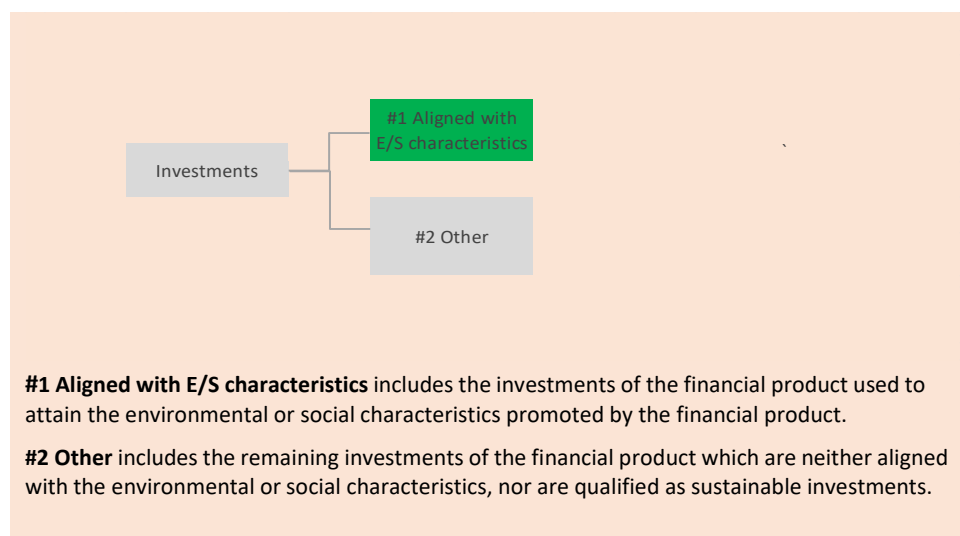 #1 Aligned with
E/S characteristics
Investments
`
#2 Other
#1 Aligned with E/S characteristics includes the investments of the financial product used to
attain the environmental or social characteristics promoted by the financial product.
#2 Other includes the remaining investments of the financial product which are neither aligned
with the environmental or social characteristics, nor are qualified as sustainable investments.